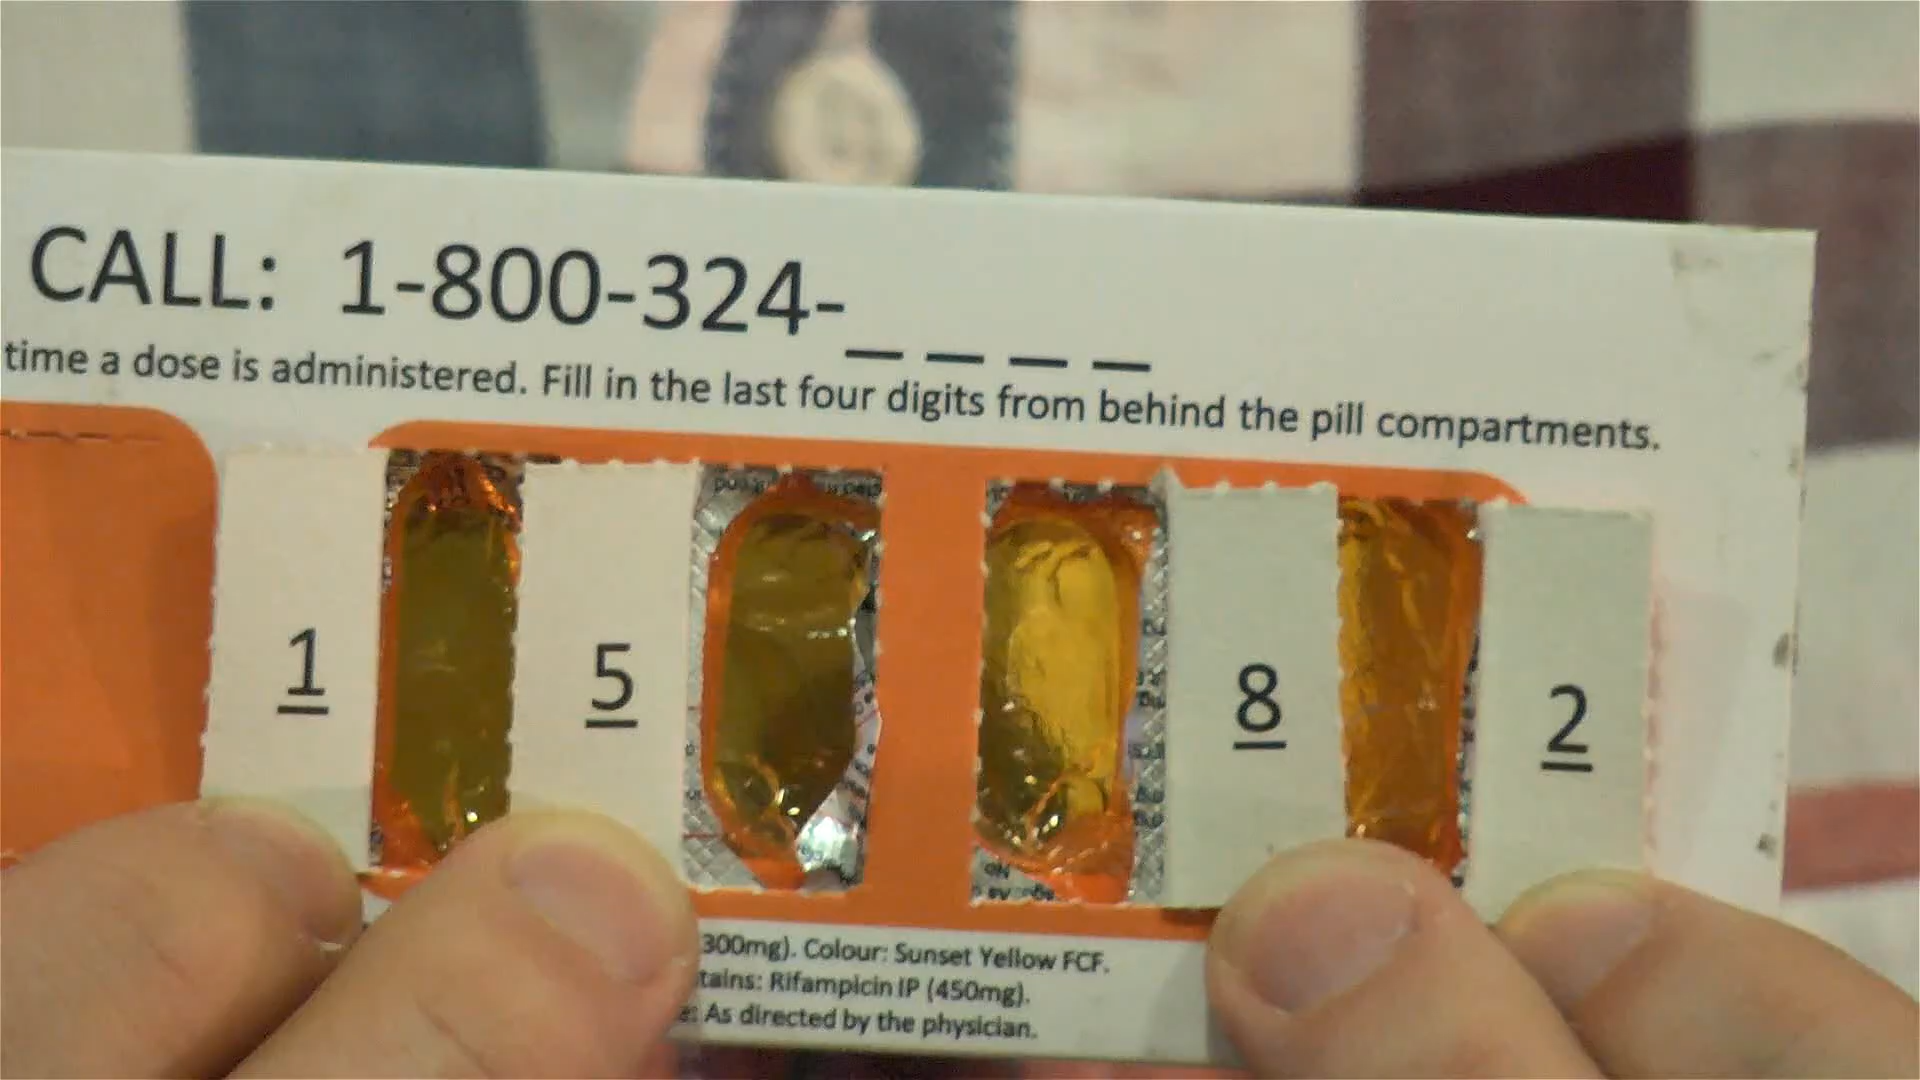 CALL: 1-800-324-_ _ _ _
time a dose is administered. Fill in the last four digits from behind the pill compartments.
1 5 8 2
300mg). Colour: Sunset Yellow FCF.
tains: Rifampicin IP (450mg).
e: As directed by the physician.